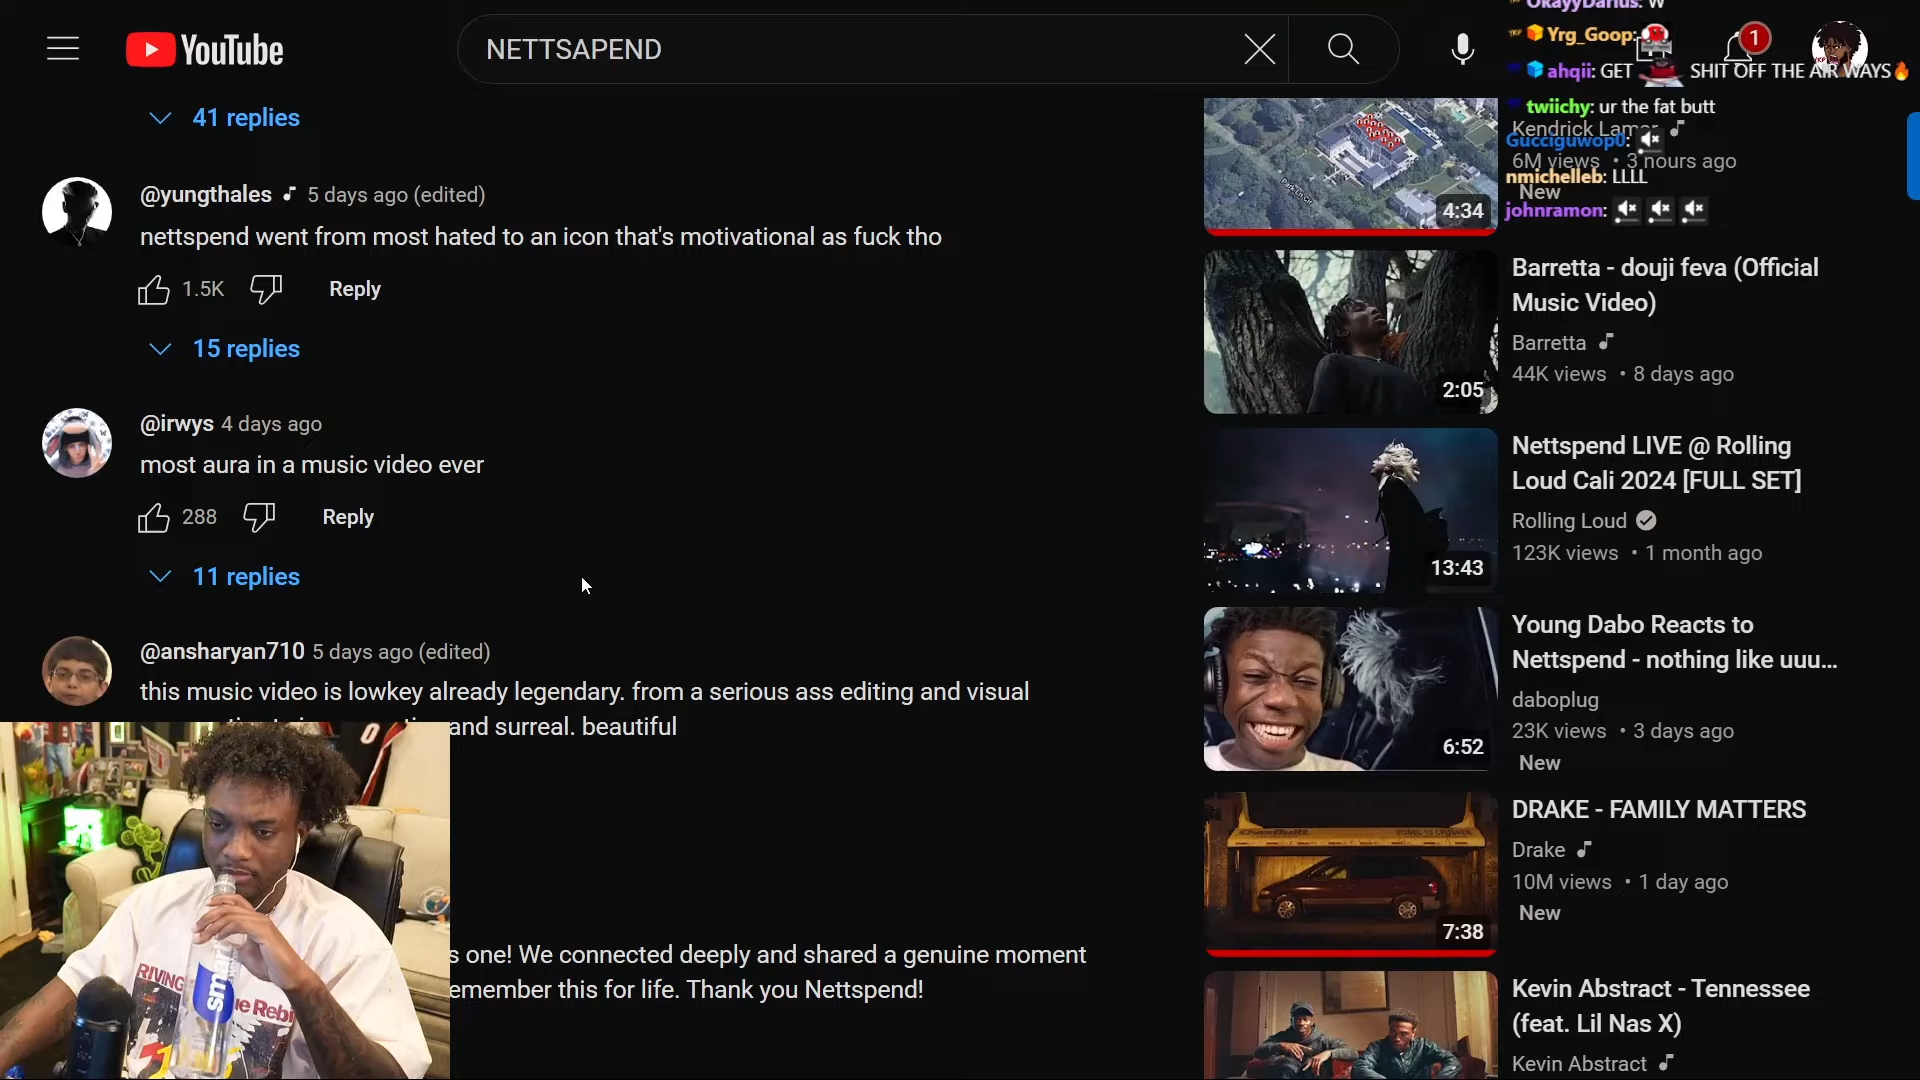 YouTube
NETTSAPEND
1
OkayyDarius: W
Yrg_Goop:
ahqii: GET SHIT OFF THE AIR WAYS
twiichy: ur the fat butt
Gucciguwop0:
nmichelleb: LLLL
johnramon:
41 replies
@yungthales 5 days ago (edited)
nettspend went from most hated to an icon that's motivational as fuck tho
1.5K Reply
15 replies
@irwys 4 days ago
most aura in a music video ever
288 Reply
11 replies
@ansharyan710 5 days ago (edited)
this music video is lowkey already legendary. from a serious ass editing and visual
and surreal. beautiful
s one! We connected deeply and shared a genuine moment
emember this for life. Thank you Nettspend!
smar
RIVING
ie Rebi
0
4:34
Kendrick Lamar
6M views • 3 hours ago
New
2:05
Barretta - douji feva (Official
Music Video)
Barretta
44K views • 8 days ago
13:43
Nettspend LIVE @ Rolling
Loud Cali 2024 [FULL SET]
Rolling Loud
123K views • 1 month ago
6:52
Young Dabo Reacts to
Nettspend - nothing like uuu...
daboplug
23K views • 3 days ago
New
7:38
DRAKE - FAMILY MATTERS
Drake
10M views • 1 day ago
New
Kevin Abstract - Tennessee
(feat. Lil Nas X)
Kevin Abstract